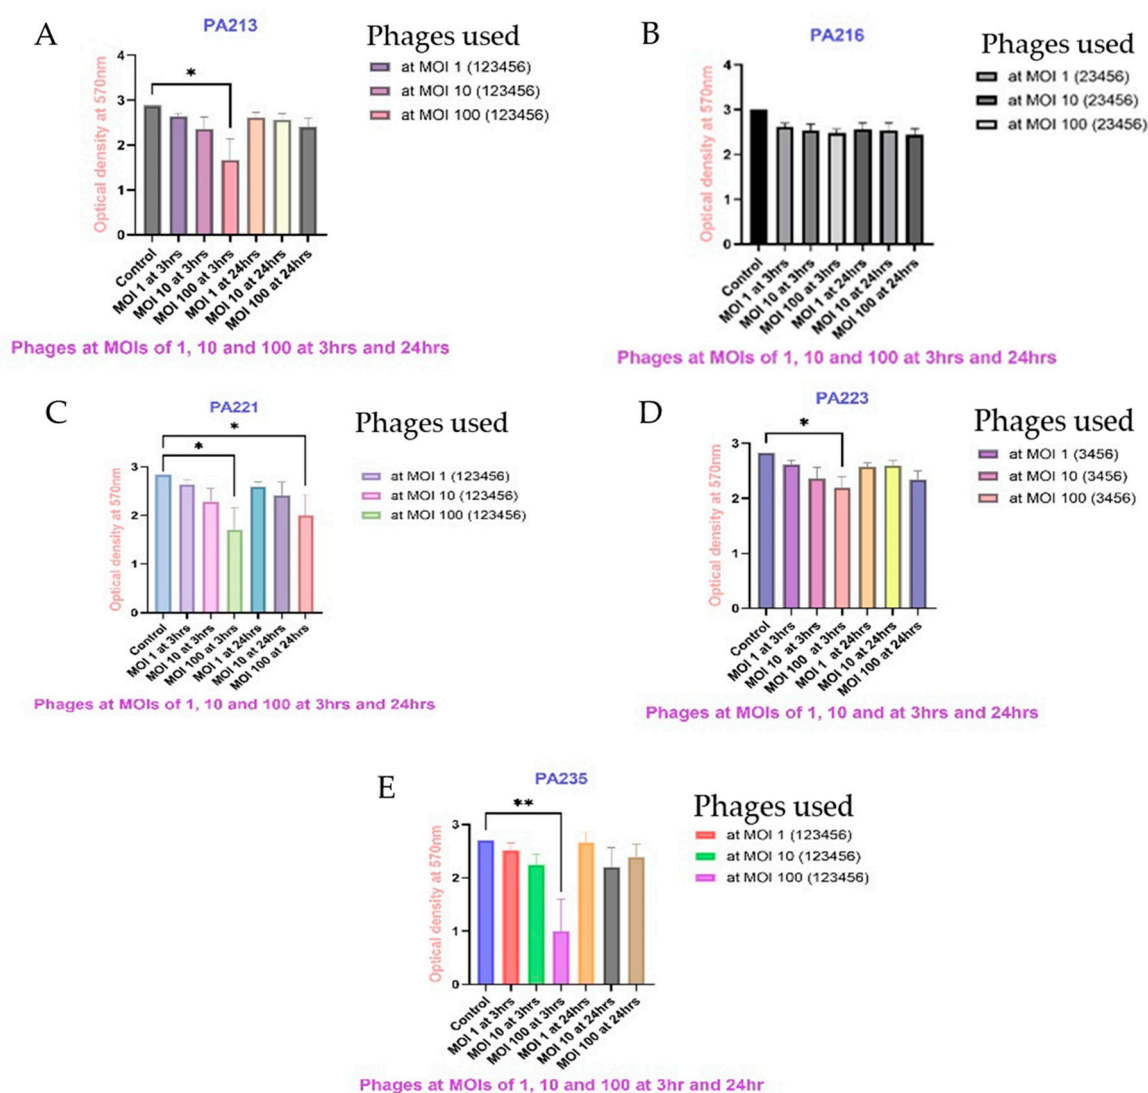 A
PA213
Phages used
at MOI 1 (123456)
at MOI 10 (123456)
at MOI 100 (123456)
Optical density at 570nm
4
3
2
1
0
*
Control
MOI 1 at 3hrs
MOI 10 at 3hrs
MOI 100 at 3hrs
MOI 1 at 24hrs
MOI 10 at 24hrs
MOI 100 at 24hrs
Phages at MOIs of 1, 10 and 100 at 3hrs and 24hrs
B
PA216
Phages used
at MOI 1 (23456)
at MOI 10 (23456)
at MOI 100 (23456)
Optical density at 570nm
4
3
2
1
0
Control
MOI 1 at 3hrs
MOI 10 at 3hrs
MOI 100 at 3hrs
MOI 1 at 24hrs
MOI 10 at 24hrs
MOI 100 at 24hrs
Phages at MOIs of 1, 10 and 100 at 3hrs and 24hrs
C
PA221
Phages used
at MOI 1 (123456)
at MOI 10 (123456)
at MOI 100 (123456)
Optical density at 570nm
3
2
1
0
*
*
Control
MOI 1 at 3hrs
MOI 10 at 3hrs
MOI 100 at 3hrs
MOI 1 at 24hrs
MOI 10 at 24hrs
MOI 100 at 24hrs
Phages at MOIs of 1, 10 and 100 at 3hrs and 24hrs
D
PA223
Phages used
at MOI 1 (3456)
at MOI 10 (3456)
at MOI 100 (3456)
Optical density at 570nm
3
2
1
0
*
Control
MOI 1 at 3hrs
MOI 10 at 3hrs
MOI 100 at 3hrs
MOI 1 at 24hrs
MOI 10 at 24hrs
MOI 100 at 24hrs
Phages at MOIs of 1, 10 and at 3hrs and 24hrs
E
PA235
Phages used
at MOI 1 (123456)
at MOI 10 (123456)
at MOI 100 (123456)
Optical density at 570nm
3
2
1
0
**
Control
MOI 1 at 3hrs
MOI 10 at 3hrs
MOI 100 at 3hrs
MOI 1 at 24hrs
MOI 10 at 24hrs
MOI 100 at 24hrs
Phages at MOIs of 1, 10 and 100 at 3hr and 24hr